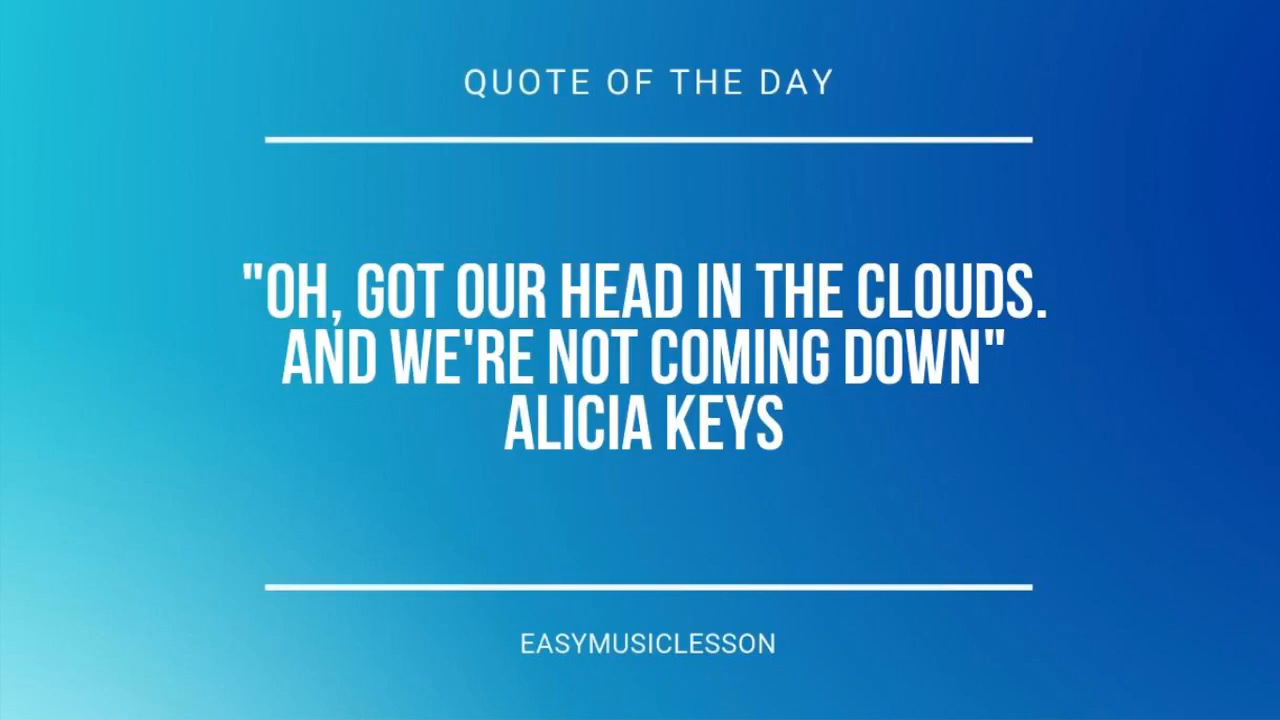 QUOTE OF THE DAY
"OH, GOT OUR HEAD IN THE CLOUDS.
AND WE'RE NOT COMING DOWN"
ALICIA KEYS
EASYMUSICLESSON